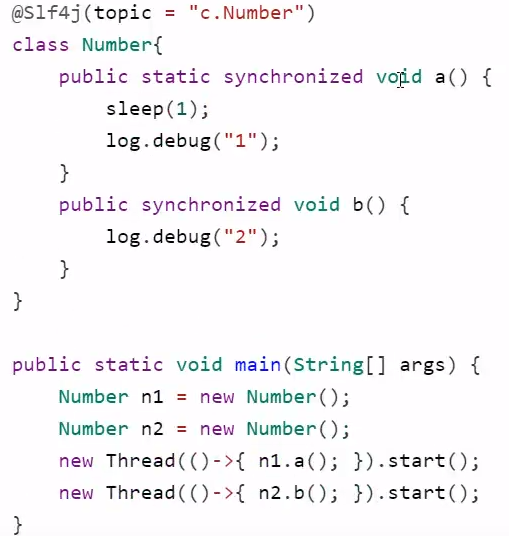 @Slf4j(topic = "c.Number")
class Number{
    public static synchronized void a() {
        sleep(1);
        log.debug("1");
    }
    public synchronized void b() {
        log.debug("2");
    }
}

public static void main(String[] args) {
    Number n1 = new Number();
    Number n2 = new Number();
    new Thread(()->{ n1.a(); }).start();
    new Thread(()->{ n2.b(); }).start();
}